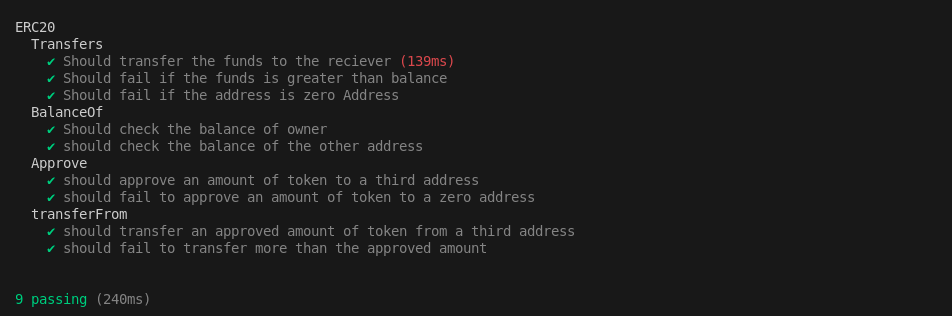 ERC20
Transfers
✔ Should transfer the funds to the reciever (139ms)
✔ Should fail if the funds is greater than balance
✔ Should fail if the address is zero Address
BalanceOf
✔ Should check the balance of owner
✔ should check the balance of the other address
Approve
✔ should approve an amount of token to a third address
✔ should fail to approve an amount of token to a zero address
transferFrom
✔ should transfer an approved amount of token from a third address
✔ should fail to transfer more than the approved amount
9 passing (240ms)